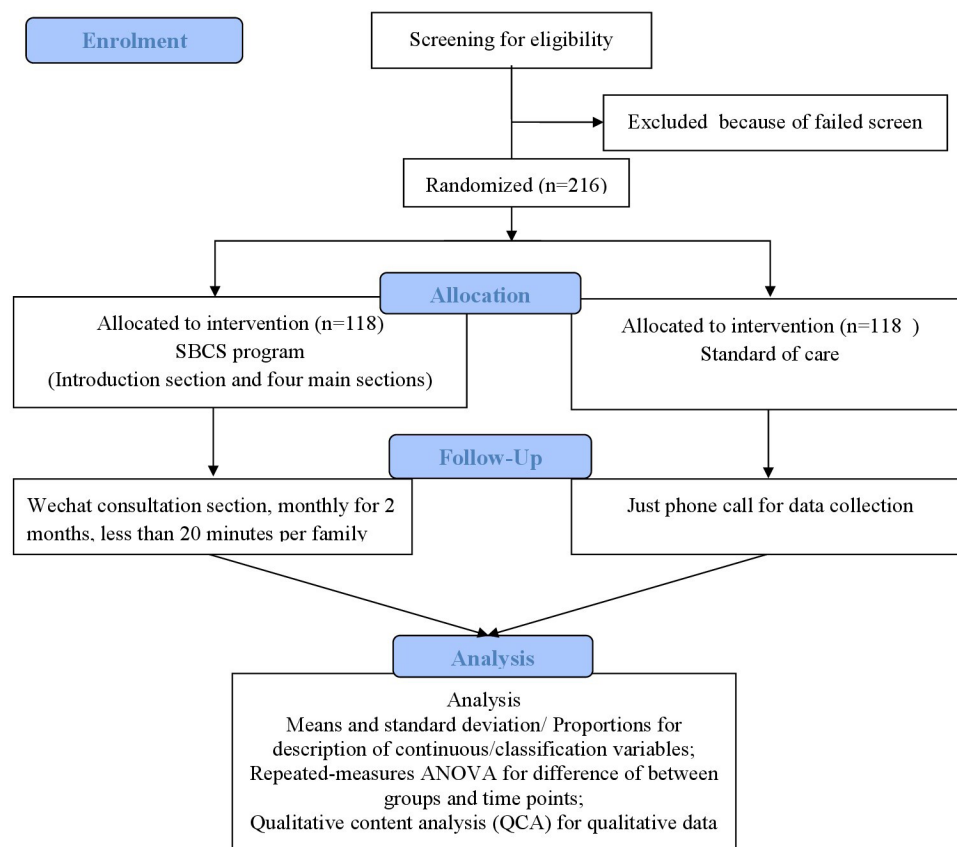 Enrolment
Screening for eligibility
Excluded because of failed screen
Randomized (n=216)
Allocation
Allocated to intervention (n=118)
SBCS program
(Introduction section and four main sections)
Allocated to intervention (n=118 )
Standard of care
Follow-Up
Wechat consultation section, monthly for 2
months, less than 20 minutes per family
Just phone call for data collection
Analysis
Analysis
Means and standard deviation/ Proportions for
description of continuous/classification variables;
Repeated-measures ANOVA for difference of between
groups and time points;
Qualitative content analysis (QCA) for qualitative data